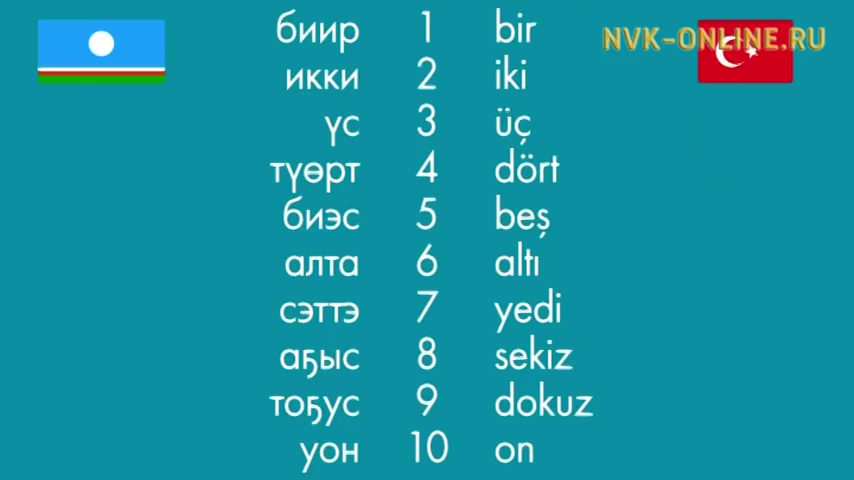 NVK-ONLINE.RU
биир 1 bir
икки 2 iki
үс 3 üç
түөрт 4 dört
биэс 5 beş
алта 6 altı
сэттэ 7 yedi
аҕыс 8 sekiz
тоҕус 9 dokuz
уон 10 on